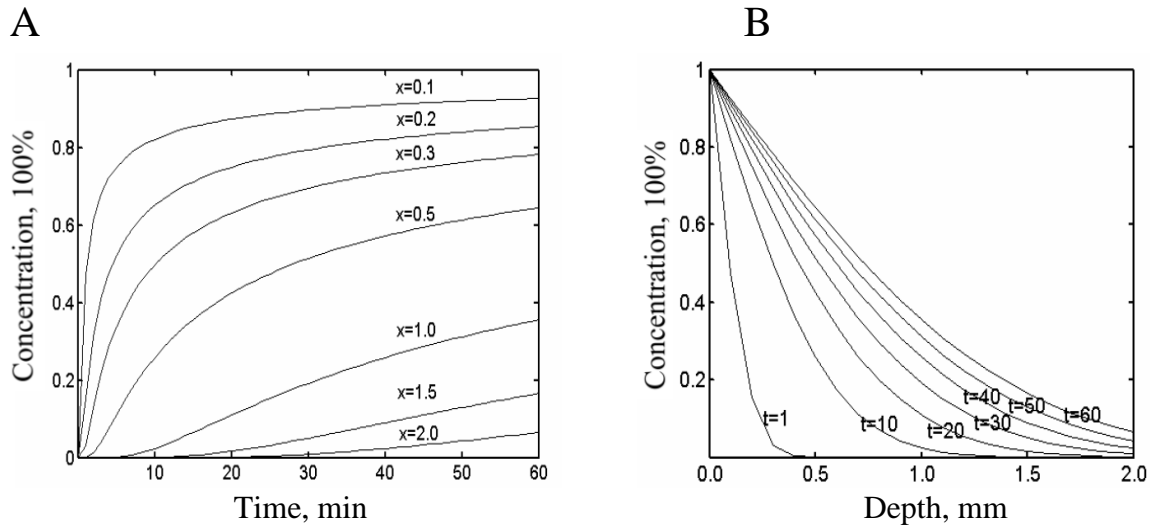 A
Concentration, 100%
1
0.8
0.6
0.4
0.2
0
x=0.1
x=0.2
x=0.3
x=0.5
x=1.0
x=1.5
x=2.0
10
20
30
40
50
60
Time, min
B
Concentration, 100%
1
0.8
0.6
0.4
0.2
t=1
t=10
t=20
t=30
t=40
t=50
t=60
0.0
0.5
1.0
1.5
2.0
Depth, mm